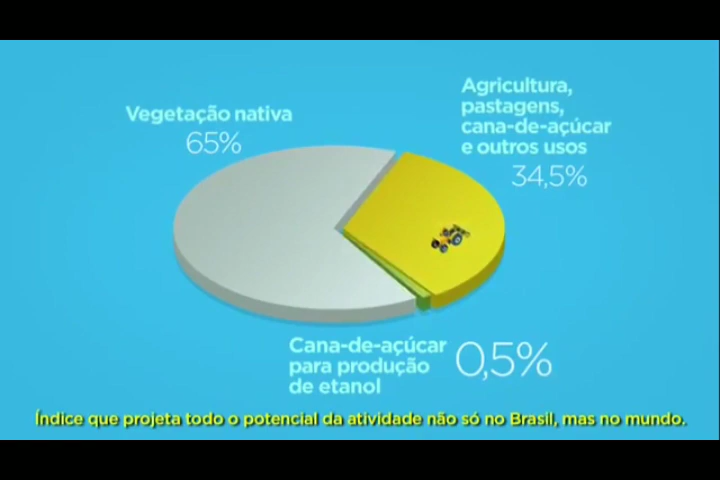 Vegetação nativa
65%
Agricultura,
pastagens,
cana-de-açúcar
e outros usos
34,5%
Cana-de-açúcar
para produção
de etanol
0,5%
Índice que projeta todo o potencial da atividade não só no Brasil, mas no mundo.